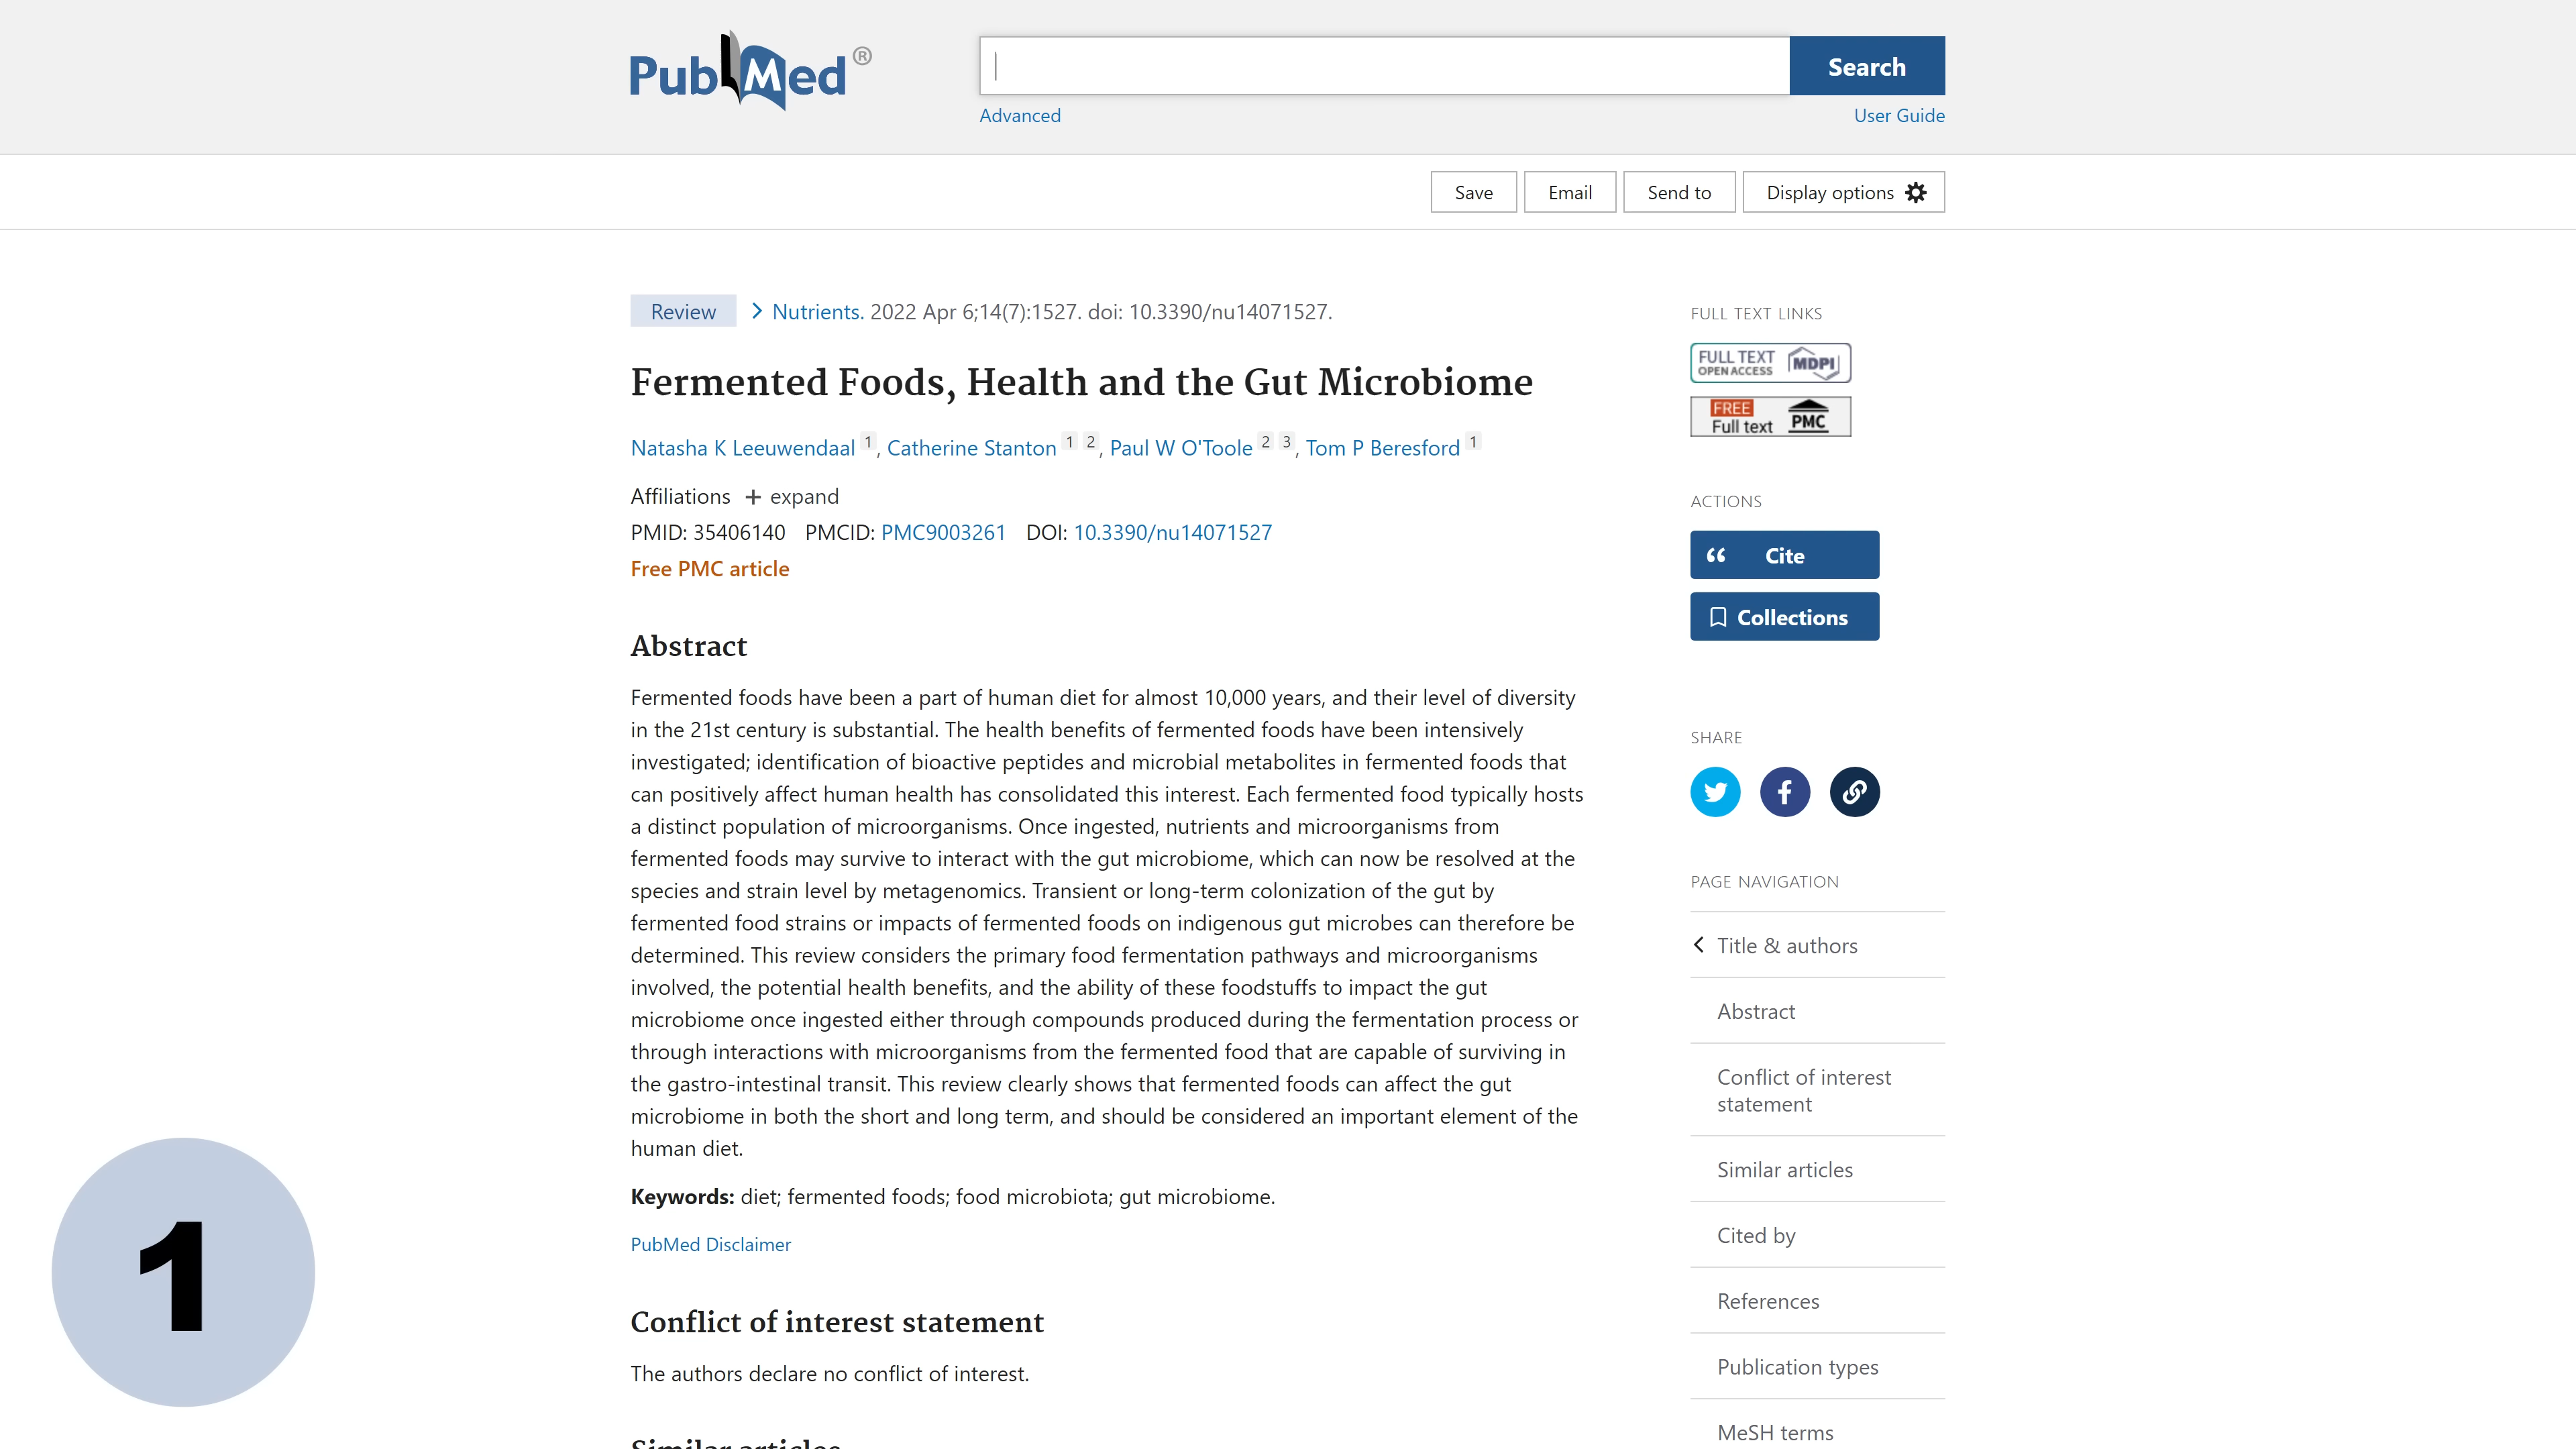 PubMed®
Search
Advanced
User Guide
Save
Email
Send to
Display options
Review
Nutrients. 2022 Apr 6;14(7):1527. doi: 10.3390/nu14071527.
Fermented Foods, Health and the Gut Microbiome
Natasha K Leeuwendaal 1, Catherine Stanton 1 2, Paul W O'Toole 2 3, Tom P Beresford 1
Affiliations + expand
PMID: 35406140 PMCID: PMC9003261 DOI: 10.3390/nu14071527
Free PMC article
Abstract
Fermented foods have been a part of human diet for almost 10,000 years, and their level of diversity
in the 21st century is substantial. The health benefits of fermented foods have been intensively
investigated; identification of bioactive peptides and microbial metabolites in fermented foods that
can positively affect human health has consolidated this interest. Each fermented food typically hosts
a distinct population of microorganisms. Once ingested, nutrients and microorganisms from
fermented foods may survive to interact with the gut microbiome, which can now be resolved at the
species and strain level by metagenomics. Transient or long-term colonization of the gut by
fermented food strains or impacts of fermented foods on indigenous gut microbes can therefore be
determined. This review considers the primary food fermentation pathways and microorganisms
involved, the potential health benefits, and the ability of these foodstuffs to impact the gut
microbiome once ingested either through compounds produced during the fermentation process or
through interactions with microorganisms from the fermented food that are capable of surviving in
the gastro-intestinal transit. This review clearly shows that fermented foods can affect the gut
microbiome in both the short and long term, and should be considered an important element of the
human diet.
Keywords: diet; fermented foods; food microbiota; gut microbiome.
PubMed Disclaimer
Conflict of interest statement
The authors declare no conflict of interest.
Similar articles
FULL TEXT LINKS
FULL TEXT
OPEN ACCESS
MDPI
FREE
Full text
PMC
ACTIONS
Cite
Collections
SHARE
PAGE NAVIGATION
Title & authors
Abstract
Conflict of interest
statement
Similar articles
Cited by
References
Publication types
MeSH terms
1